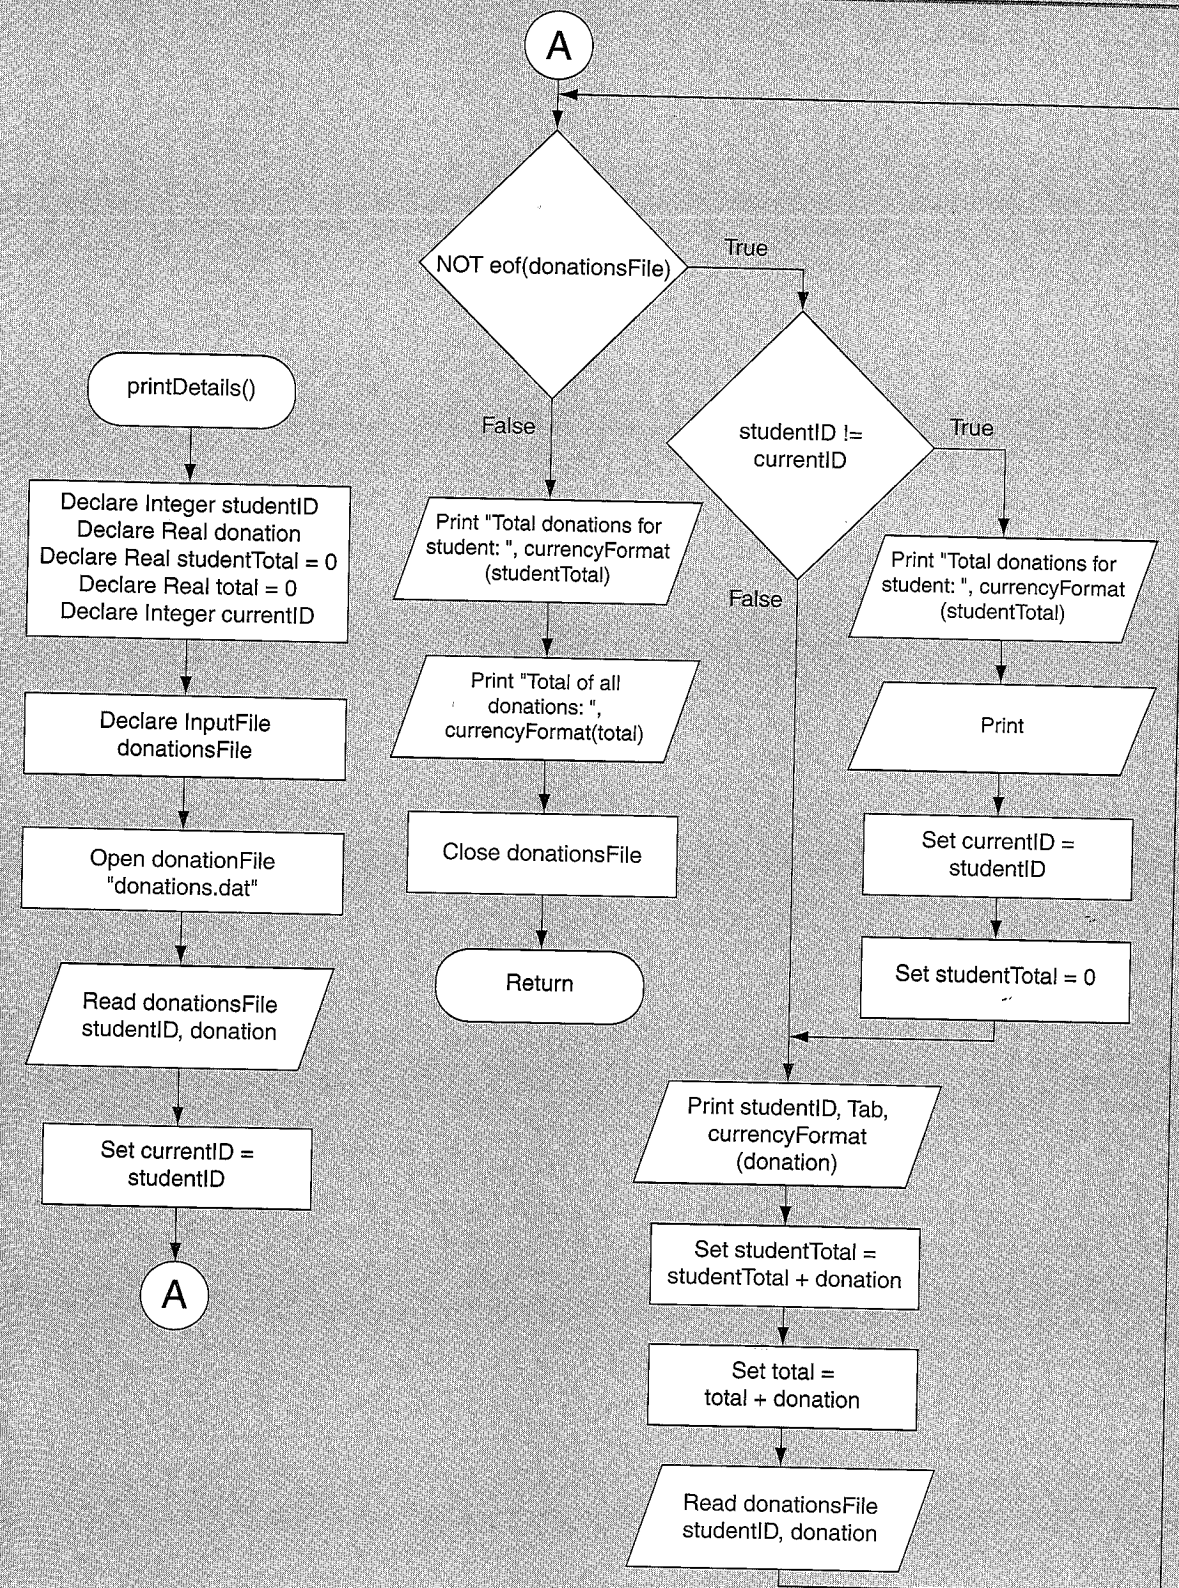 printDetails()
Declare Integer studentID
Declare Real donation
Declare Real studentTotal = 0
Declare Real total = 0
Declare Integer currentID
Declare InputFile
donationsFile
Open donationFile
"donations.dat"
Read donationsFile
studentID, donation
Set currentID =
studentID
A
A
NOT eof(donationsFile)
True
False
Print "Total donations for
student: ", currencyFormat
(studentTotal)
Print "Total of all
donations: ",
currencyFormat(total)
Close donationsFile
Return
studentID !=
currentID
True
False
Print "Total donations for
student: ", currencyFormat
(studentTotal)
Print
Set currentID =
studentID
Set studentTotal = 0
Print studentID, Tab,
currencyFormat
(donation)
Set studentTotal =
studentTotal + donation
Set total =
total + donation
Read donationsFile
studentID, donation